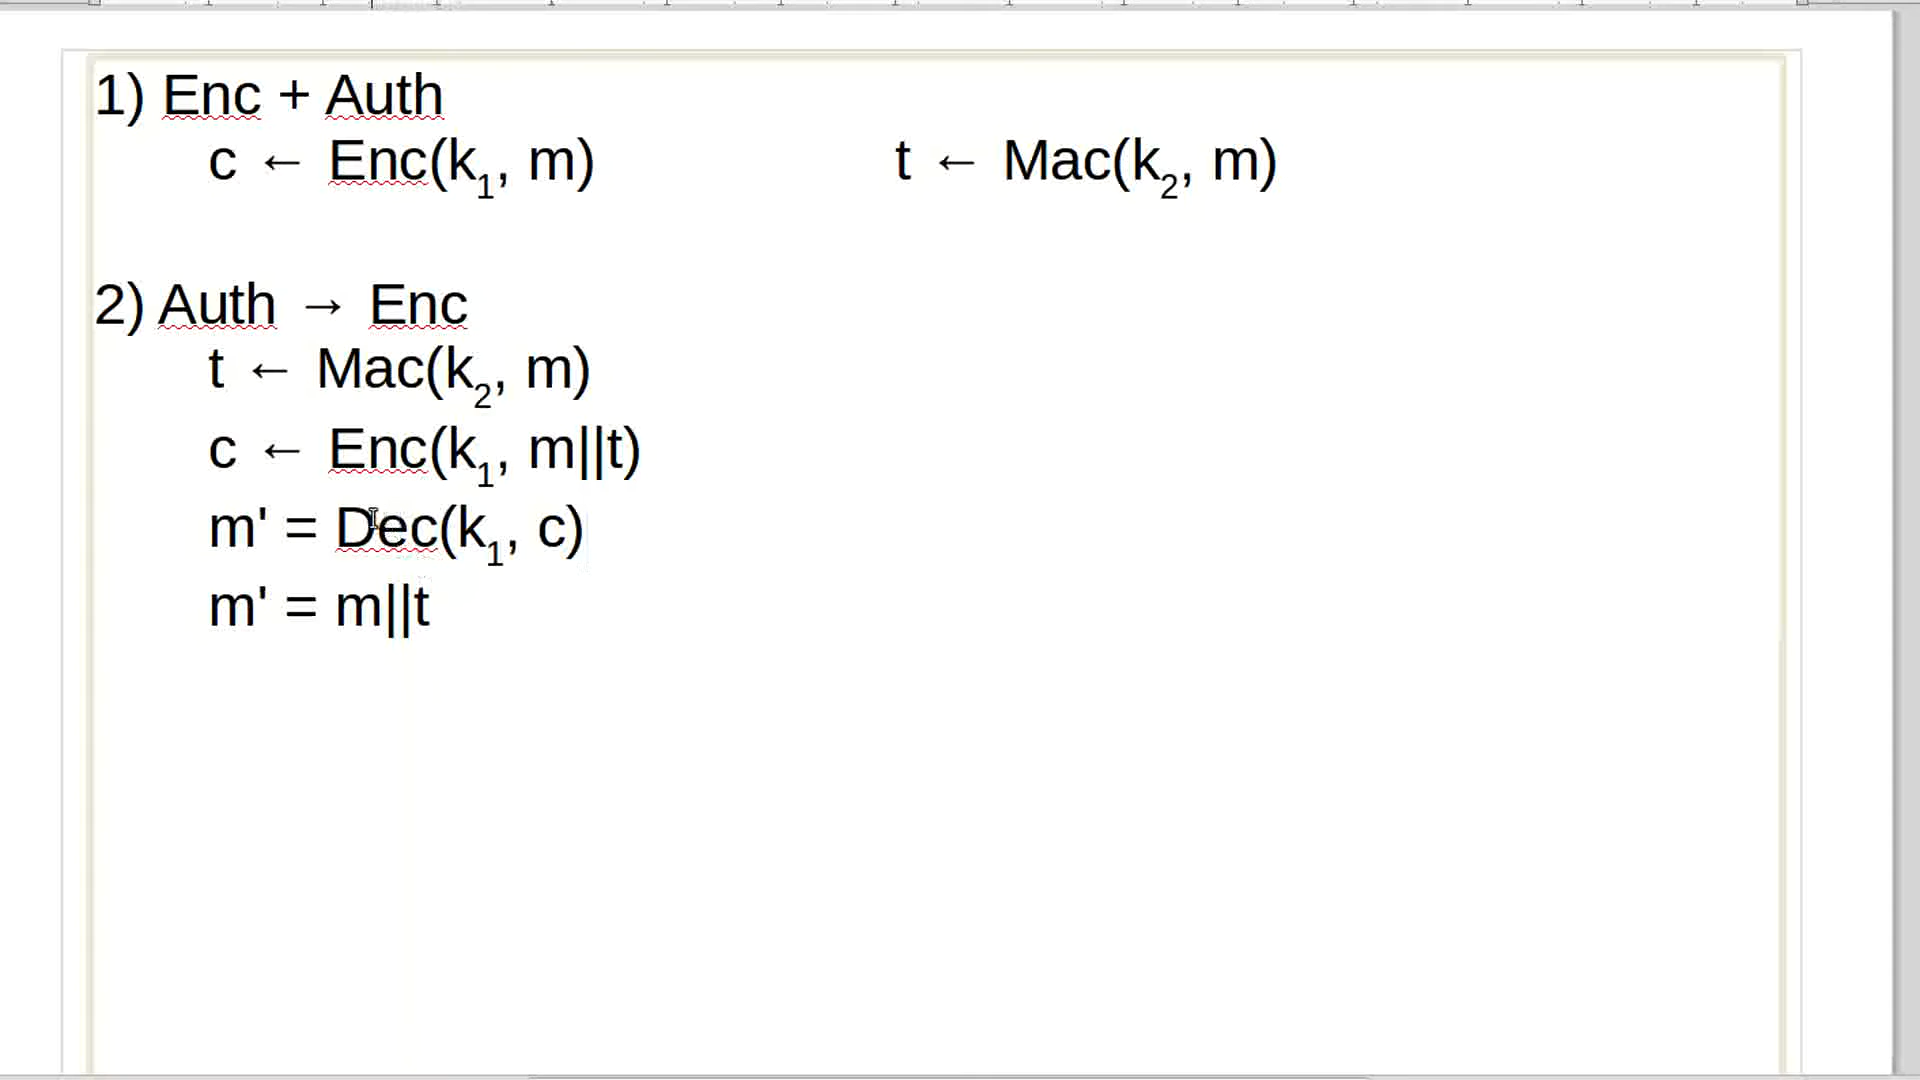 1) Enc + Auth
c ← Enc(k₁, m) t ← Mac(k₂, m)
2) Auth → Enc
t ← Mac(k₂, m)
c ← Enc(k₁, m||t)
m' = Dec(k₁, c)
m' = m||t